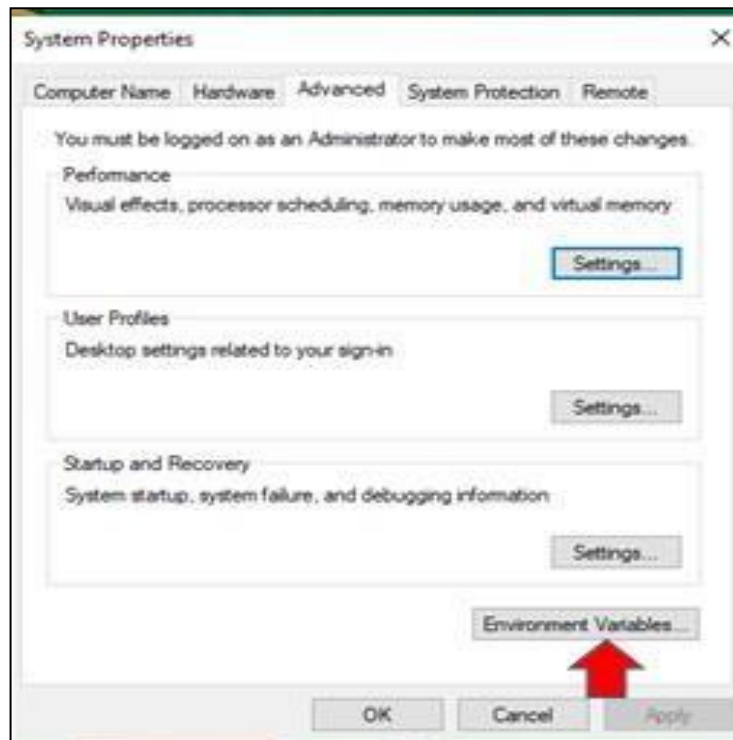 System Properties
Computer Name Hardware Advanced System Protection Remote
You must be logged on as an Administrator to make most of these changes.
Performance
Visual effects, processor scheduling, memory usage, and virtual memory
Settings...
User Profiles
Desktop settings related to your sign-in
Settings...
Startup and Recovery
System startup, system failure, and debugging information
Settings...
Environment Variables...
OK Cancel Apply